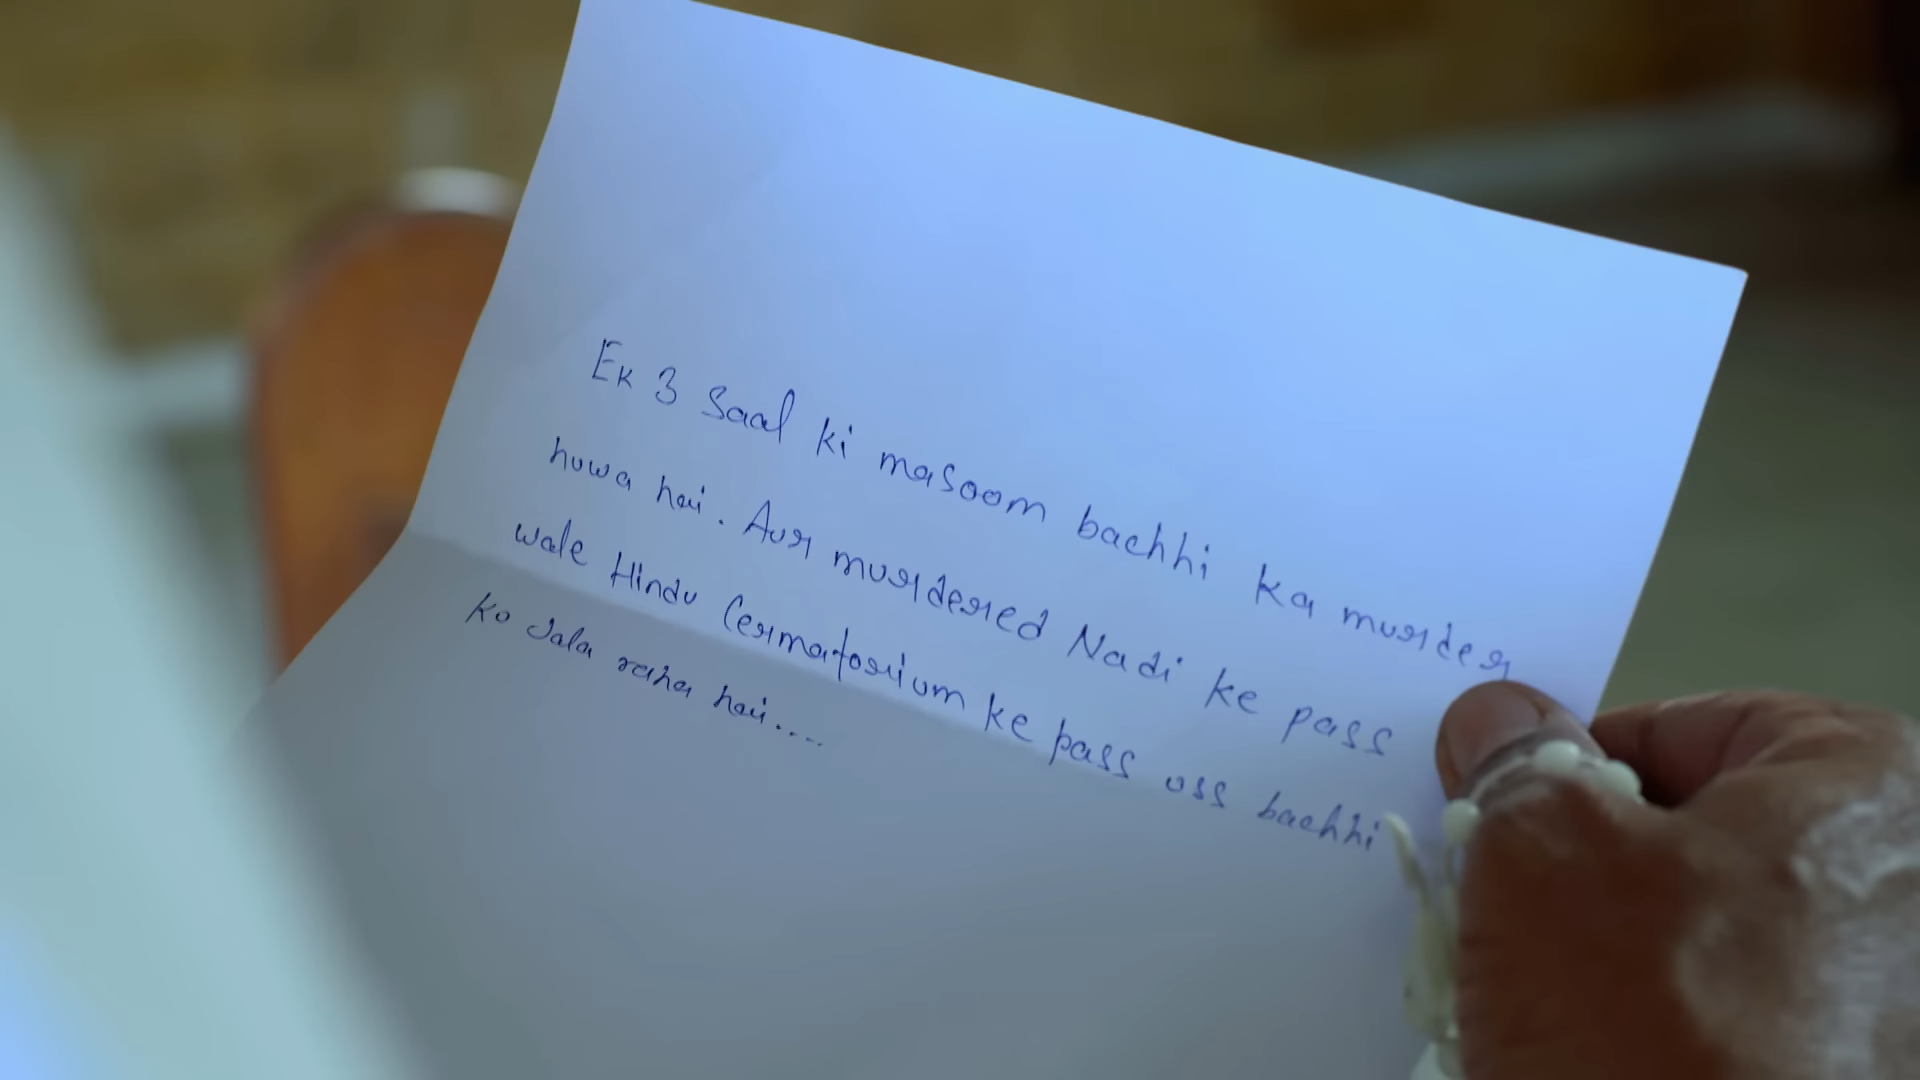 Ek 3 Saal ki masoom bachhi ka murder
huwa hai. Aur murdered Nadi ke pass
wale Hindu Cermatorium ke pass uss bachhi
ko Jala raha hai....